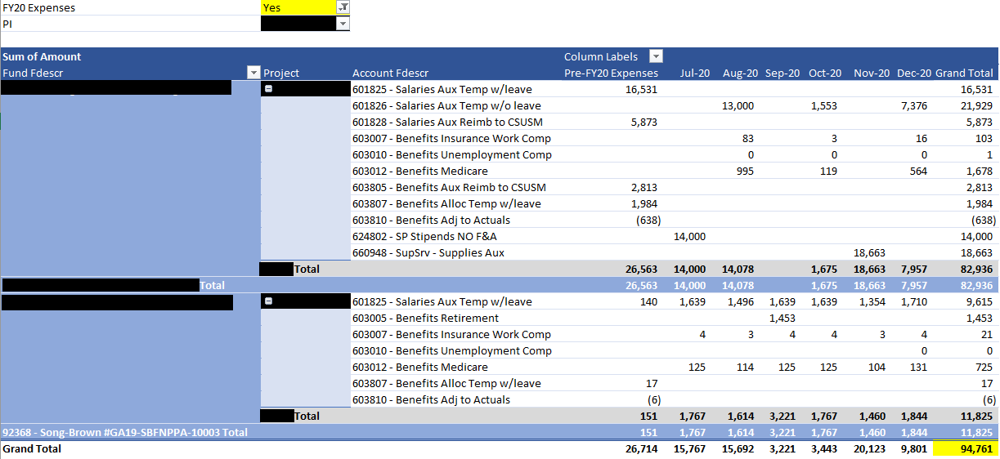 FY20 Expenses Yes
PI
Sum of Amount Column Labels
Fund Fdescr Project Account Fdescr Pre-FY20 Expenses Jul-20 Aug-20 Sep-20 Oct-20 Nov-20 Dec-20 Grand Total
601825 - Salaries Aux Temp w/leave 16,531 16,531
601826 - Salaries Aux Temp w/o leave 13,000 1,553 7,376 21,929
601828 - Salaries Aux Reimb to CSUSM 5,873 5,873
603007 - Benefits Insurance Work Comp 83 3 16 103
603010 - Benefits Unemployment Comp 0 0 0 1
603012 - Benefits Medicare 995 119 564 1,678
603805 - Benefits Aux Reimb to CSUSM 2,813 2,813
603807 - Benefits Alloc Temp w/leave 1,984 1,984
603810 - Benefits Adj to Actuals (638) (638)
624802 - SP Stipends NO F&A 14,000 14,000
660948 - SupSrv - Supplies Aux 18,663 18,663
Total 26,563 14,000 14,078 1,675 18,663 7,957 82,936
Total 26,563 14,000 14,078 1,675 18,663 7,957 82,936
601825 - Salaries Aux Temp w/leave 140 1,639 1,496 1,639 1,639 1,354 1,710 9,615
603005 - Benefits Retirement 1,453 1,453
603007 - Benefits Insurance Work Comp 4 3 4 4 3 4 21
603010 - Benefits Unemployment Comp 0 0
603012 - Benefits Medicare 125 114 125 125 104 131 725
603807 - Benefits Alloc Temp w/leave 17 17
603810 - Benefits Adj to Actuals (6) (6)
Total 151 1,767 1,614 3,221 1,767 1,460 1,844 11,825
92368 - Song-Brown #GA19-SBFNPPA-10003 Total 151 1,767 1,614 3,221 1,767 1,460 1,844 11,825
Grand Total 26,714 15,767 15,692 3,221 3,443 20,123 9,801 94,761